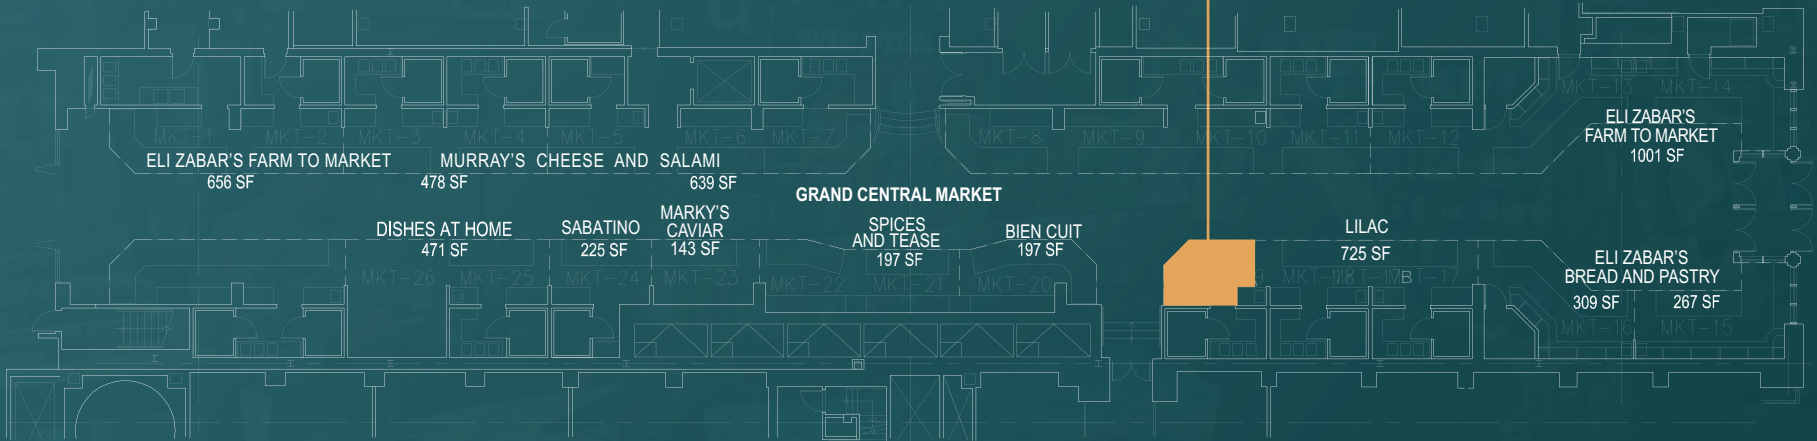 MKT-13 MKT-14
MKT-1 MKT-2 MKT-3 MKT-4 MKT-5 MKT-6 MKT-7 MKT-8 MKT-9 MKT-10 MKT-11 MKT-12
ELI ZABAR'S
FARM TO MARKET
1001 SF
ELI ZABAR'S FARM TO MARKET
656 SF
MURRAY'S CHEESE AND SALAMI
478 SF
639 SF
GRAND CENTRAL MARKET
DISHES AT HOME
471 SF
SABATINO
225 SF
MARKY'S
CAVIAR
143 SF
SPICES
AND TEASE
197 SF
BIEN CUIT
197 SF
LILAC
725 SF
ELI ZABAR'S
BREAD AND PASTRY
309 SF
267 SF
MKT-26 MKT-25 MKT-24 MKT-23 MKT-22 MKT-21 MKT-20
MKT-16 MKT-15